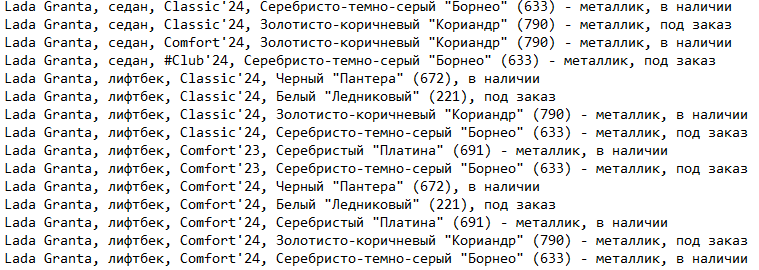 Lada Granta, седан, Classic'24, Серебристо-темно-серый "Борнео" (633) - металлик, в наличии
Lada Granta, седан, Classic'24, Золотисто-коричневый "Кориандр" (790) - металлик, под заказ
Lada Granta, седан, Comfort'24, Золотисто-коричневый "Кориандр" (790) - металлик, в наличии
Lada Granta, седан, #Club'24, Серебристо-темно-серый "Борнео" (633) - металлик, под заказ
Lada Granta, лифтбек, Classic'24, Черный "Пантера" (672), в наличии
Lada Granta, лифтбек, Classic'24, Белый "Ледниковый" (221), под заказ
Lada Granta, лифтбек, Classic'24, Золотисто-коричневый "Кориандр" (790) - металлик, в наличии
Lada Granta, лифтбек, Classic'24, Серебристо-темно-серый "Борнео" (633) - металлик, под заказ
Lada Granta, лифтбек, Comfort'23, Серебристый "Платина" (691) - металлик, в наличии
Lada Granta, лифтбек, Comfort'23, Серебристо-темно-серый "Борнео" (633) - металлик, под заказ
Lada Granta, лифтбек, Comfort'24, Черный "Пантера" (672), в наличии
Lada Granta, лифтбек, Comfort'24, Белый "Ледниковый" (221), под заказ
Lada Granta, лифтбек, Comfort'24, Серебристый "Платина" (691) - металлик, в наличии
Lada Granta, лифтбек, Comfort'24, Золотисто-коричневый "Кориандр" (790) - металлик, под заказ
Lada Granta, лифтбек, Comfort'24, Серебристо-темно-серый "Борнео" (633) - металлик, в наличии